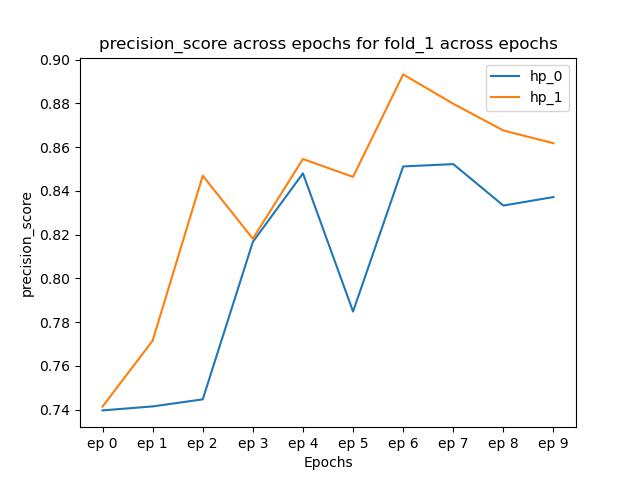 precision_score across epochs for fold_1 across epochs
hp_0
hp_1
precision_score
0.90
0.88
0.86
0.84
0.82
0.80
0.78
0.76
0.74
ep 0 ep 1 ep 2 ep 3 ep 4 ep 5 ep 6 ep 7 ep 8 ep 9
Epochs